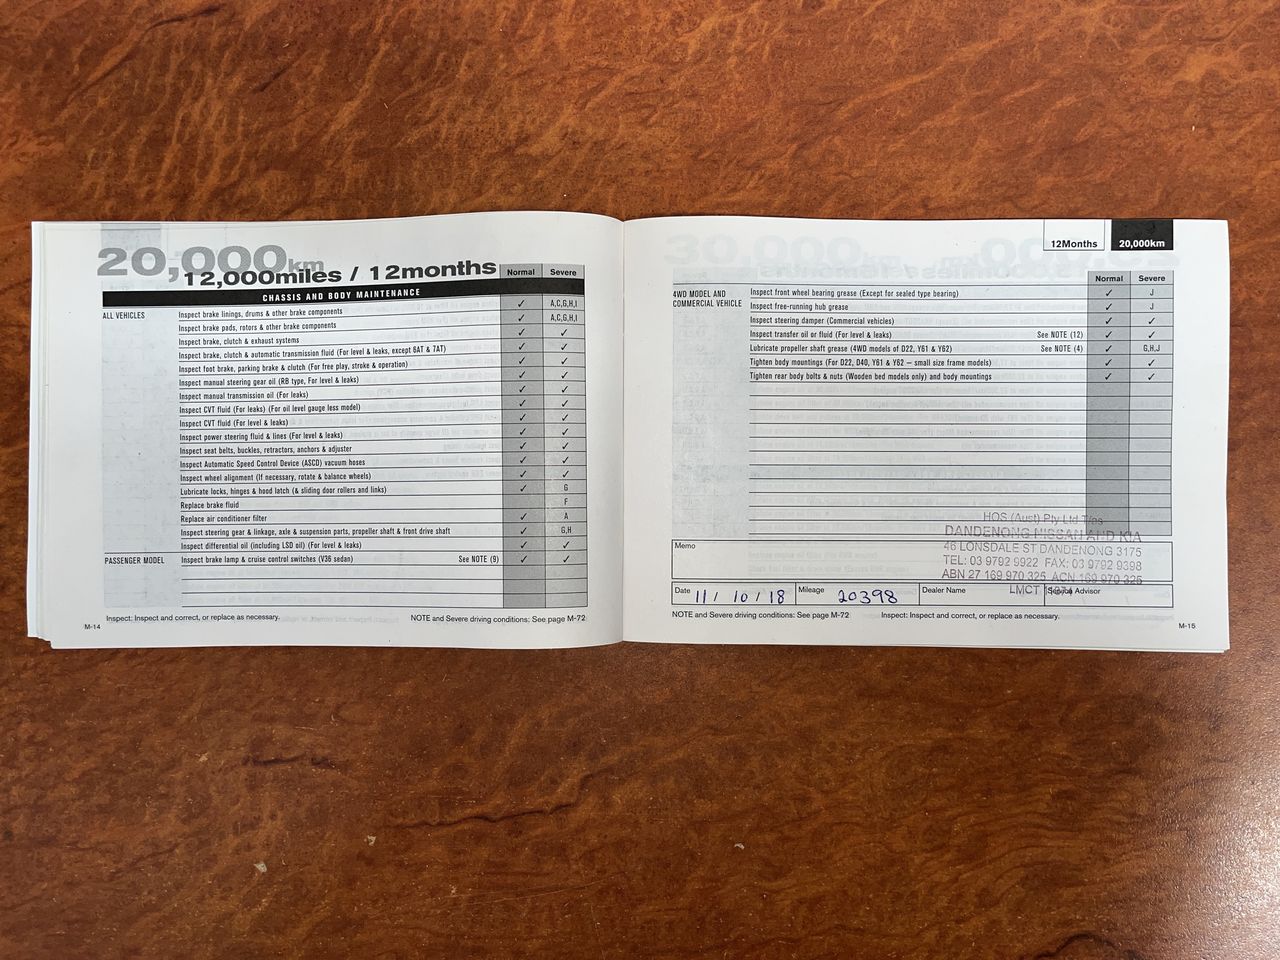 20,000km
12,000miles / 12months
Normal Severe
CHASSIS AND BODY MAINTENANCE
ALL VEHICLES Inspect brake linings, drums & other brake components ✓ A,C,G,H,I
Inspect brake pads, rotors & other brake components ✓ A,C,G,H,I
Inspect brake, clutch & exhaust systems ✓ ✓
Inspect brake, clutch & automatic transmission fluid (For level & leaks, except 6AT & 7AT) ✓ ✓
Inspect foot brake, parking brake & clutch (For free play, stroke & operation) ✓ ✓
Inspect manual steering gear oil (RB type, For level & leaks) ✓ ✓
Inspect manual transmission oil (For leaks) ✓ ✓
Inspect CVT fluid (For leaks) (For oil level gauge less model) ✓ ✓
Inspect CVT fluid (For level & leaks) ✓ ✓
Inspect power steering fluid & lines (For level & leaks) ✓ ✓
Inspect seat belts, buckles, retractors, anchors & adjuster ✓ ✓
Inspect Automatic Speed Control Device (ASCD) vacuum hoses ✓ ✓
Inspect wheel alignment (If necessary, rotate & balance wheels) ✓ ✓
Lubricate locks, hinges & hood latch (& sliding door rollers and links) ✓ G
Replace brake fluid F
Replace air conditioner filter ✓ A
Inspect steering gear & linkage, axle & suspension parts, propeller shaft & front drive shaft ✓ G,H
Inspect differential oil (including LSD oil) (For level & leaks) ✓ ✓
PASSENGER MODEL Inspect brake lamp & cruise control switches (V36 sedan) See NOTE (9) ✓ ✓
Inspect: Inspect and correct, or replace as necessary. NOTE and Severe driving conditions: See page M-72
M-14
12Months 20,000km
Normal Severe
4WD MODEL AND COMMERCIAL VEHICLE Inspect front wheel bearing grease (Except for sealed type bearing) ✓ J
Inspect free-running hub grease ✓ J
Inspect steering damper (Commercial vehicles) ✓ ✓
Inspect transfer oil or fluid (For level & leaks) See NOTE (12) ✓ ✓
Lubricate propeller shaft grease (4WD models of D22, Y61 & Y62) See NOTE (4) ✓ G,H,J
Tighten body mountings (For D22, D40, Y61 & Y62 – small size frame models) ✓ ✓
Tighten rear body bolts & nuts (Wooden bed models only) and body mountings ✓ ✓
HQS (Aust) Pty Ltd T/as
DANDENONG NISSAN AND KIA
46 LONSDALE ST DANDENONG 3175
TEL: 03 9792 9922 FAX: 03 9792 9398
ABN 27 169 970 325 ACN 169 970 325
LMCT
Memo
Date 11 / 10 / 18 Mileage 20398 Dealer Name Service Advisor
NOTE and Severe driving conditions: See page M-72 Inspect: Inspect and correct, or replace as necessary.
M-15